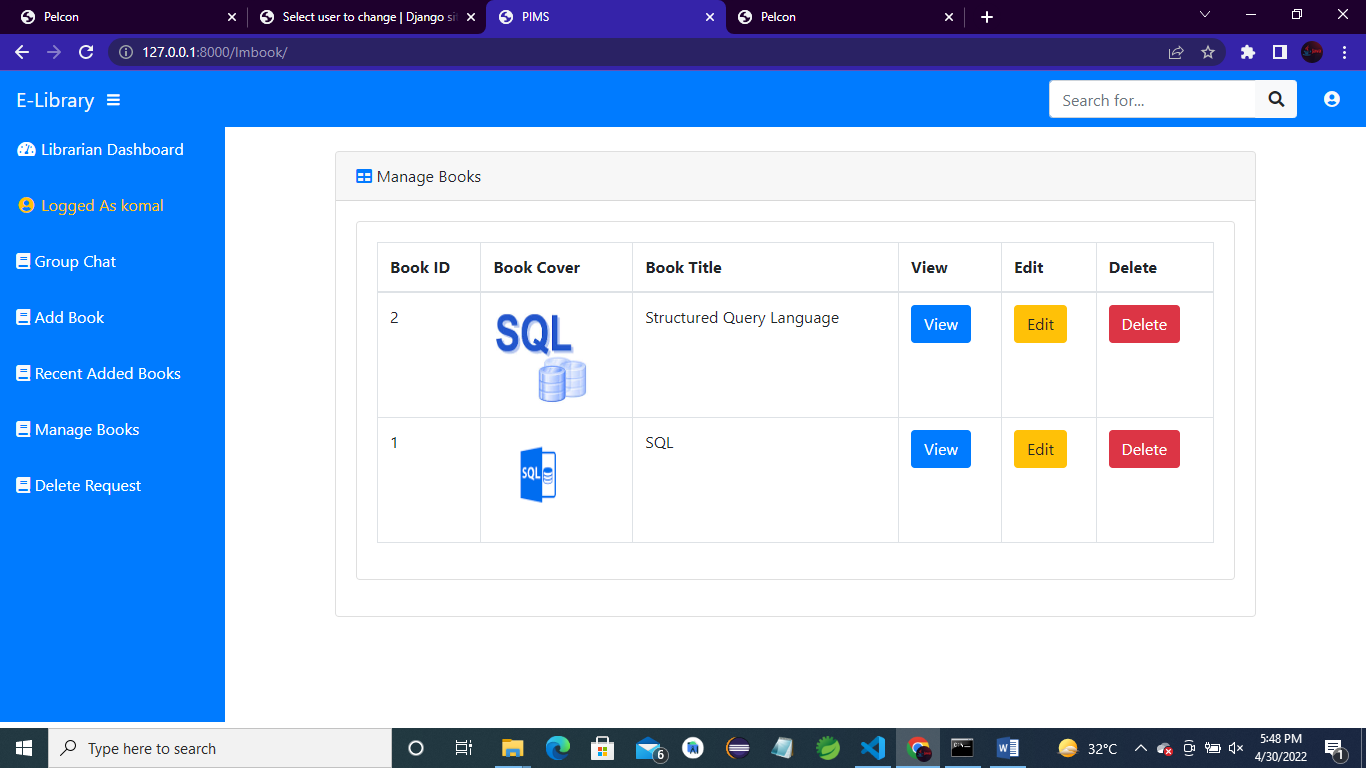 Pelcon
Select user to change | Django si
PIMS
Pelcon
127.0.0.1:8000/lmbook/
E-Library
Search for...
Librarian Dashboard
Logged As komal
Group Chat
Add Book
Recent Added Books
Manage Books
Delete Request
Manage Books
Book ID Book Cover Book Title View Edit Delete
2 SQL Structured Query Language View Edit Delete
1 SQL SQL View Edit Delete
Type here to search
6
32°C
5:48 PM
4/30/2022
1